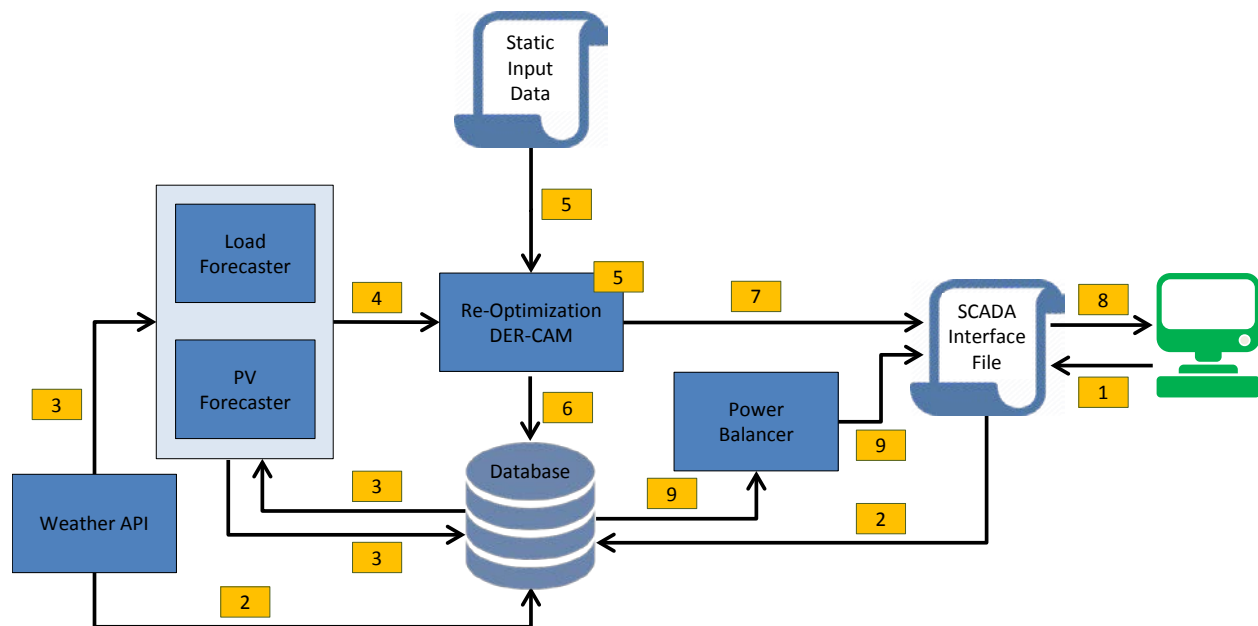 Static
Input
Data
5
Load
Forecaster
4
5
Re-Optimization
DER-CAM
7
SCADA
Interface
File
8
1
3
PV
Forecaster
6
Power
Balancer
9
Database
3
9
2
Weather API
3
2